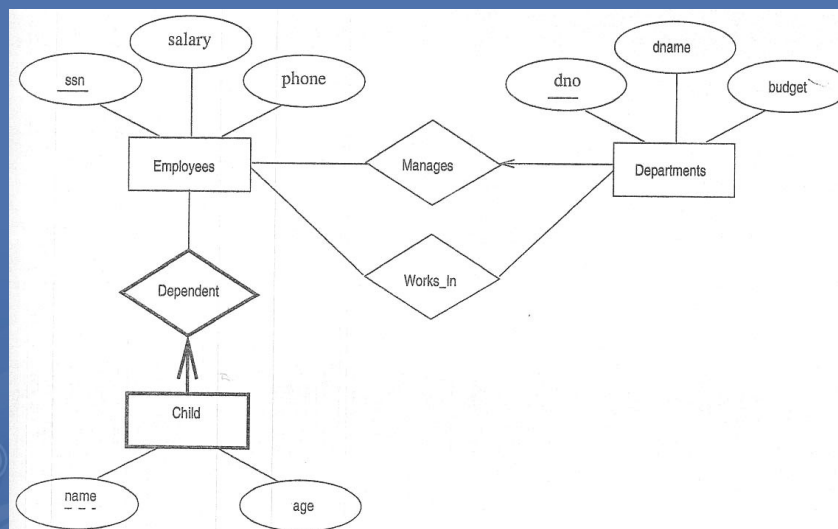 salary
ssn
phone
dname
dno
budget
Employees
Manages
Departments
Works_In
Dependent
Child
name
age